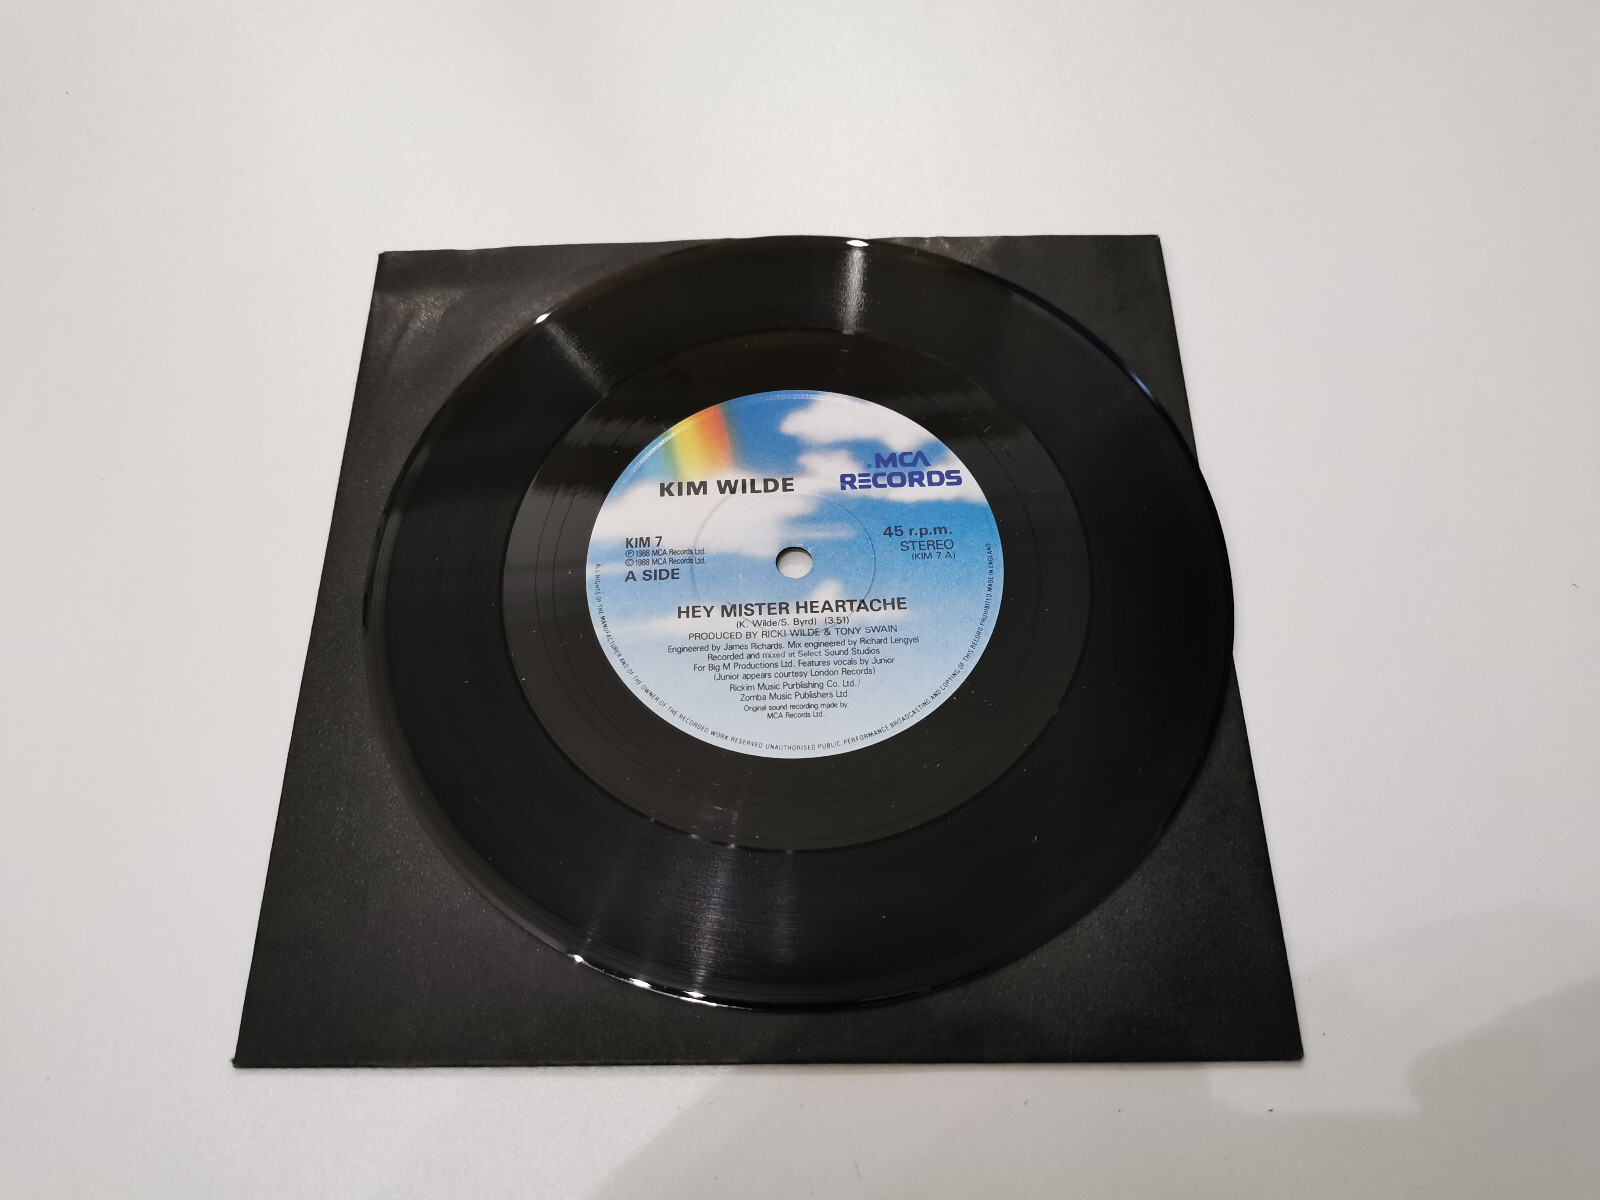 KIM WILDE
MCA
RECORDS
KIM 7
℗ 1988 MCA Records Ltd.
© 1988 MCA Records Ltd.
A SIDE
45 r.p.m.
STEREO
(KIM 7 A)
HEY MISTER HEARTACHE
(K. Wilde/S. Byrd) (3.51)
PRODUCED BY RICKI WILDE & TONY SWAIN
Engineered by James Richards. Mix engineered by Richard Lengyel
Recorded and mixed at Select Sound Studios
For Big M Productions Ltd. Features vocals by Junior
(Junior appears courtesy London Records)
Rickim Music Purblishing Co. Ltd./
Zomba Music Publishers Ltd.
Original sound recording made by
MCA Records Ltd.
ALL RIGHTS OF THE MANUFACTURER AND OF THE OWNER OF THE RECORDED WORK RESERVED UNAUTHORISED PUBLIC PERFORMANCE BROADCASTING AND COPYING OF THIS RECORD PROHIBITED MADE IN ENGLAND